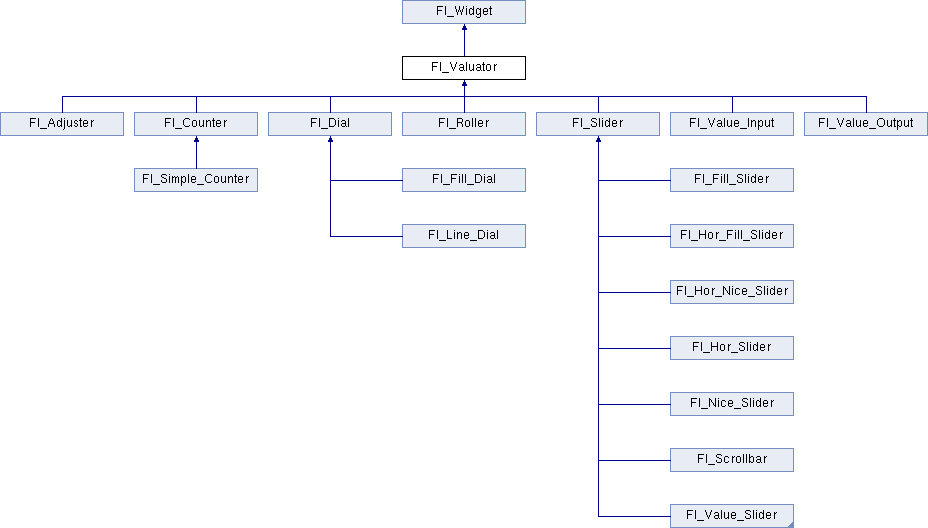 Fl_Widget
Fl_Valuator
Fl_Adjuster
Fl_Counter
Fl_Dial
Fl_Roller
Fl_Slider
Fl_Value_Input
Fl_Value_Output
Fl_Simple_Counter
Fl_Fill_Dial
Fl_Fill_Slider
Fl_Line_Dial
Fl_Hor_Fill_Slider
Fl_Hor_Nice_Slider
Fl_Hor_Slider
Fl_Nice_Slider
Fl_Scrollbar
Fl_Value_Slider